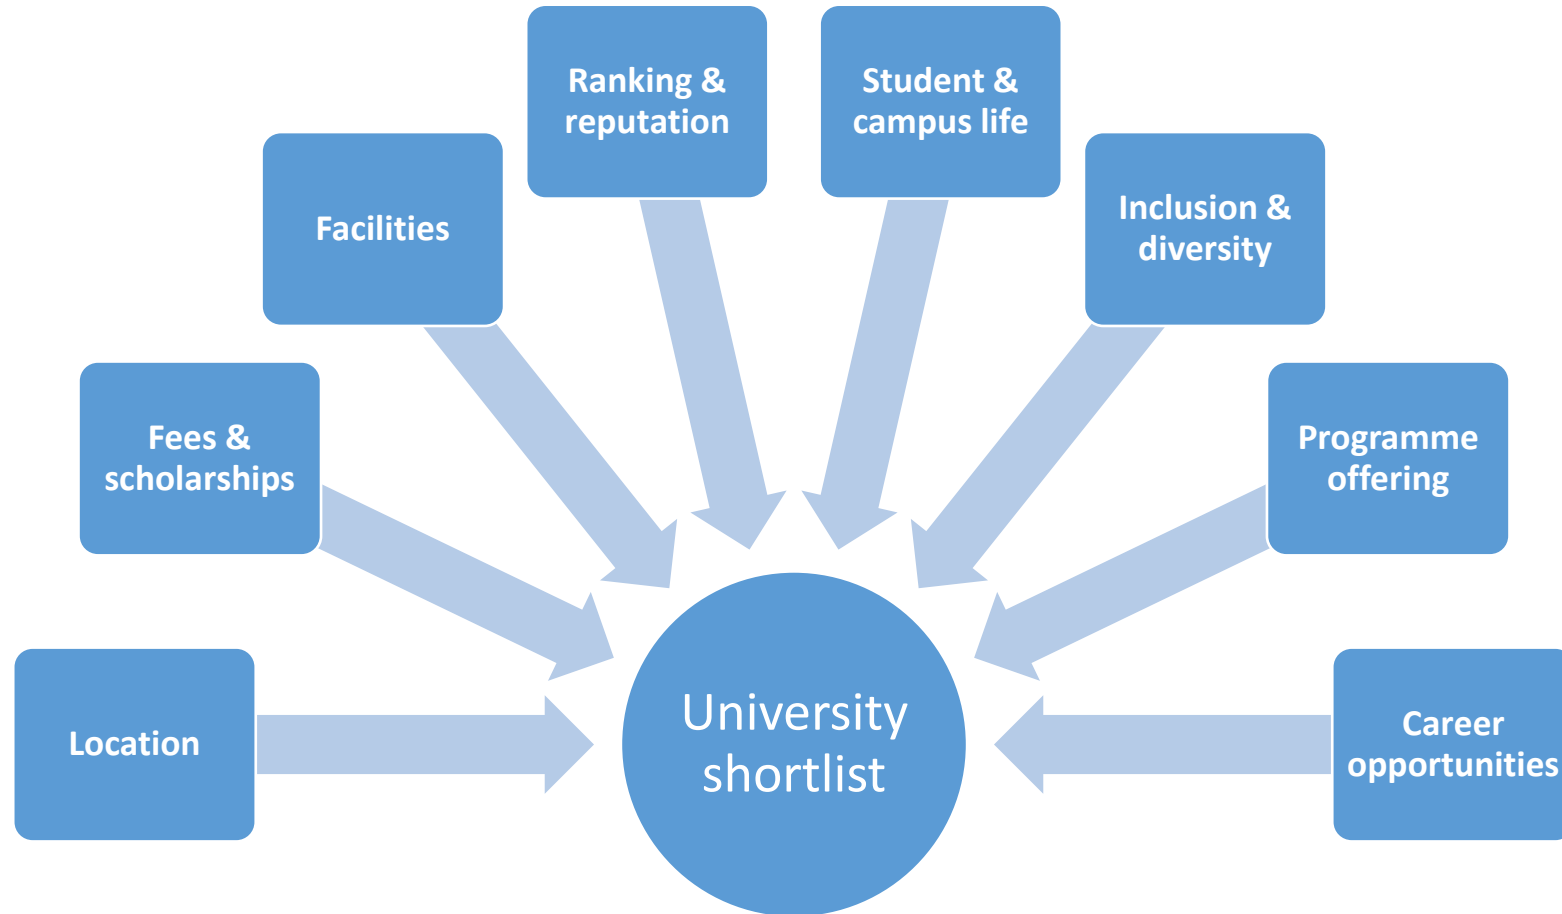 Ranking &
reputation
Student &
campus life
Facilities
Inclusion &
diversity
Fees &
scholarships
Programme
offering
Location
University
shortlist
Career
opportunities